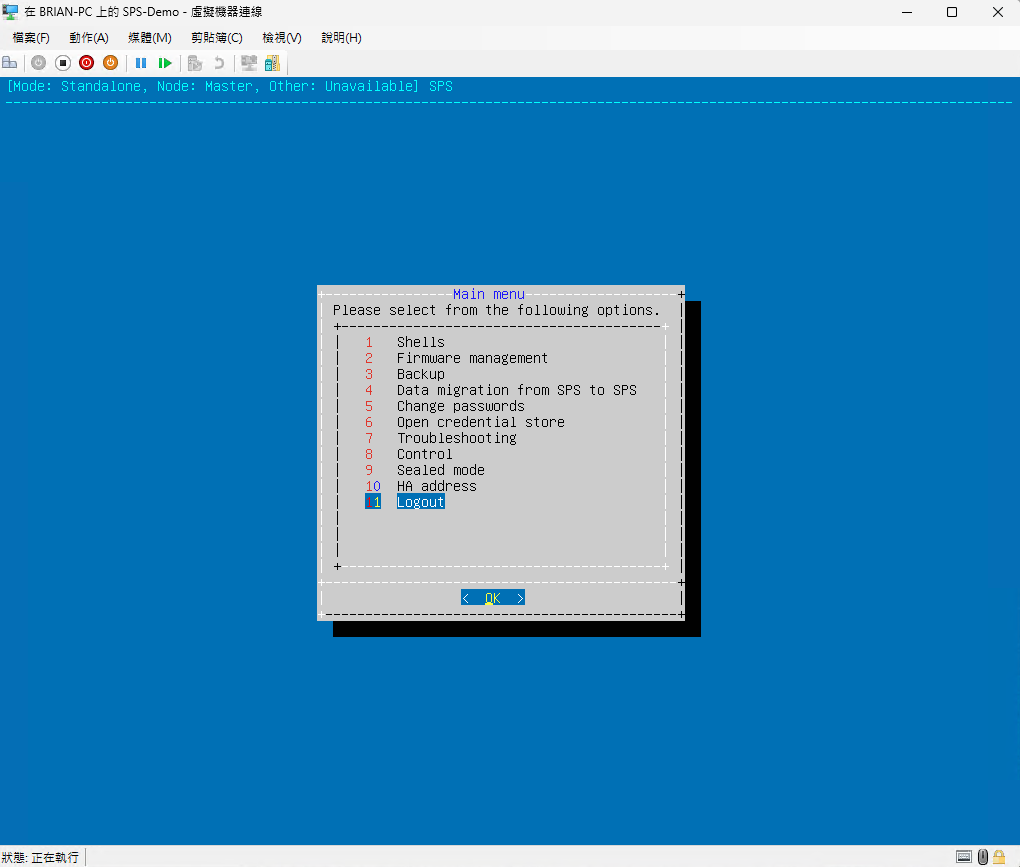 在 BRIAN-PC 上的 SPS-Demo - 虛擬機器連線
檔案(F) 動作(A) 媒體(M) 剪貼簿(C) 檢視(V) 說明(H)
[Mode: Standalone, Node: Master, Other: Unavailable] SPS
Main menu
Please select from the following options.
1 Shells
2 Firmware management
3 Backup
4 Data migration from SPS to SPS
5 Change passwords
6 Open credential store
7 Troubleshooting
8 Control
9 Sealed mode
10 HA address
11 Logout
< OK >
狀態: 正在執行